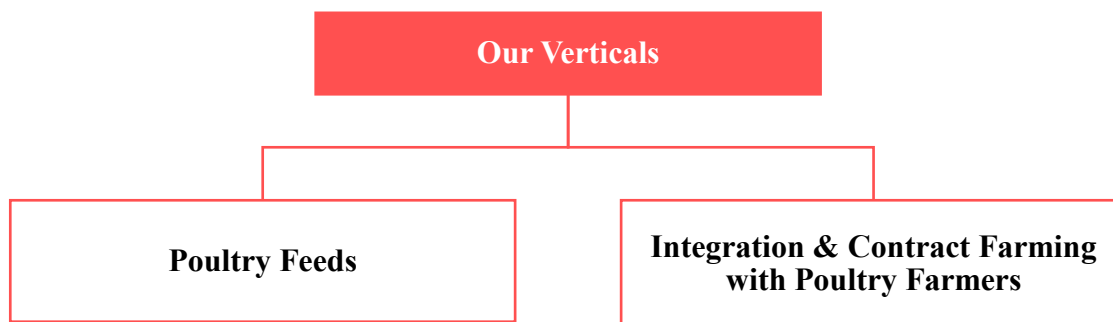 Our Verticals
Poultry Feeds
Integration & Contract Farming
with Poultry Farmers